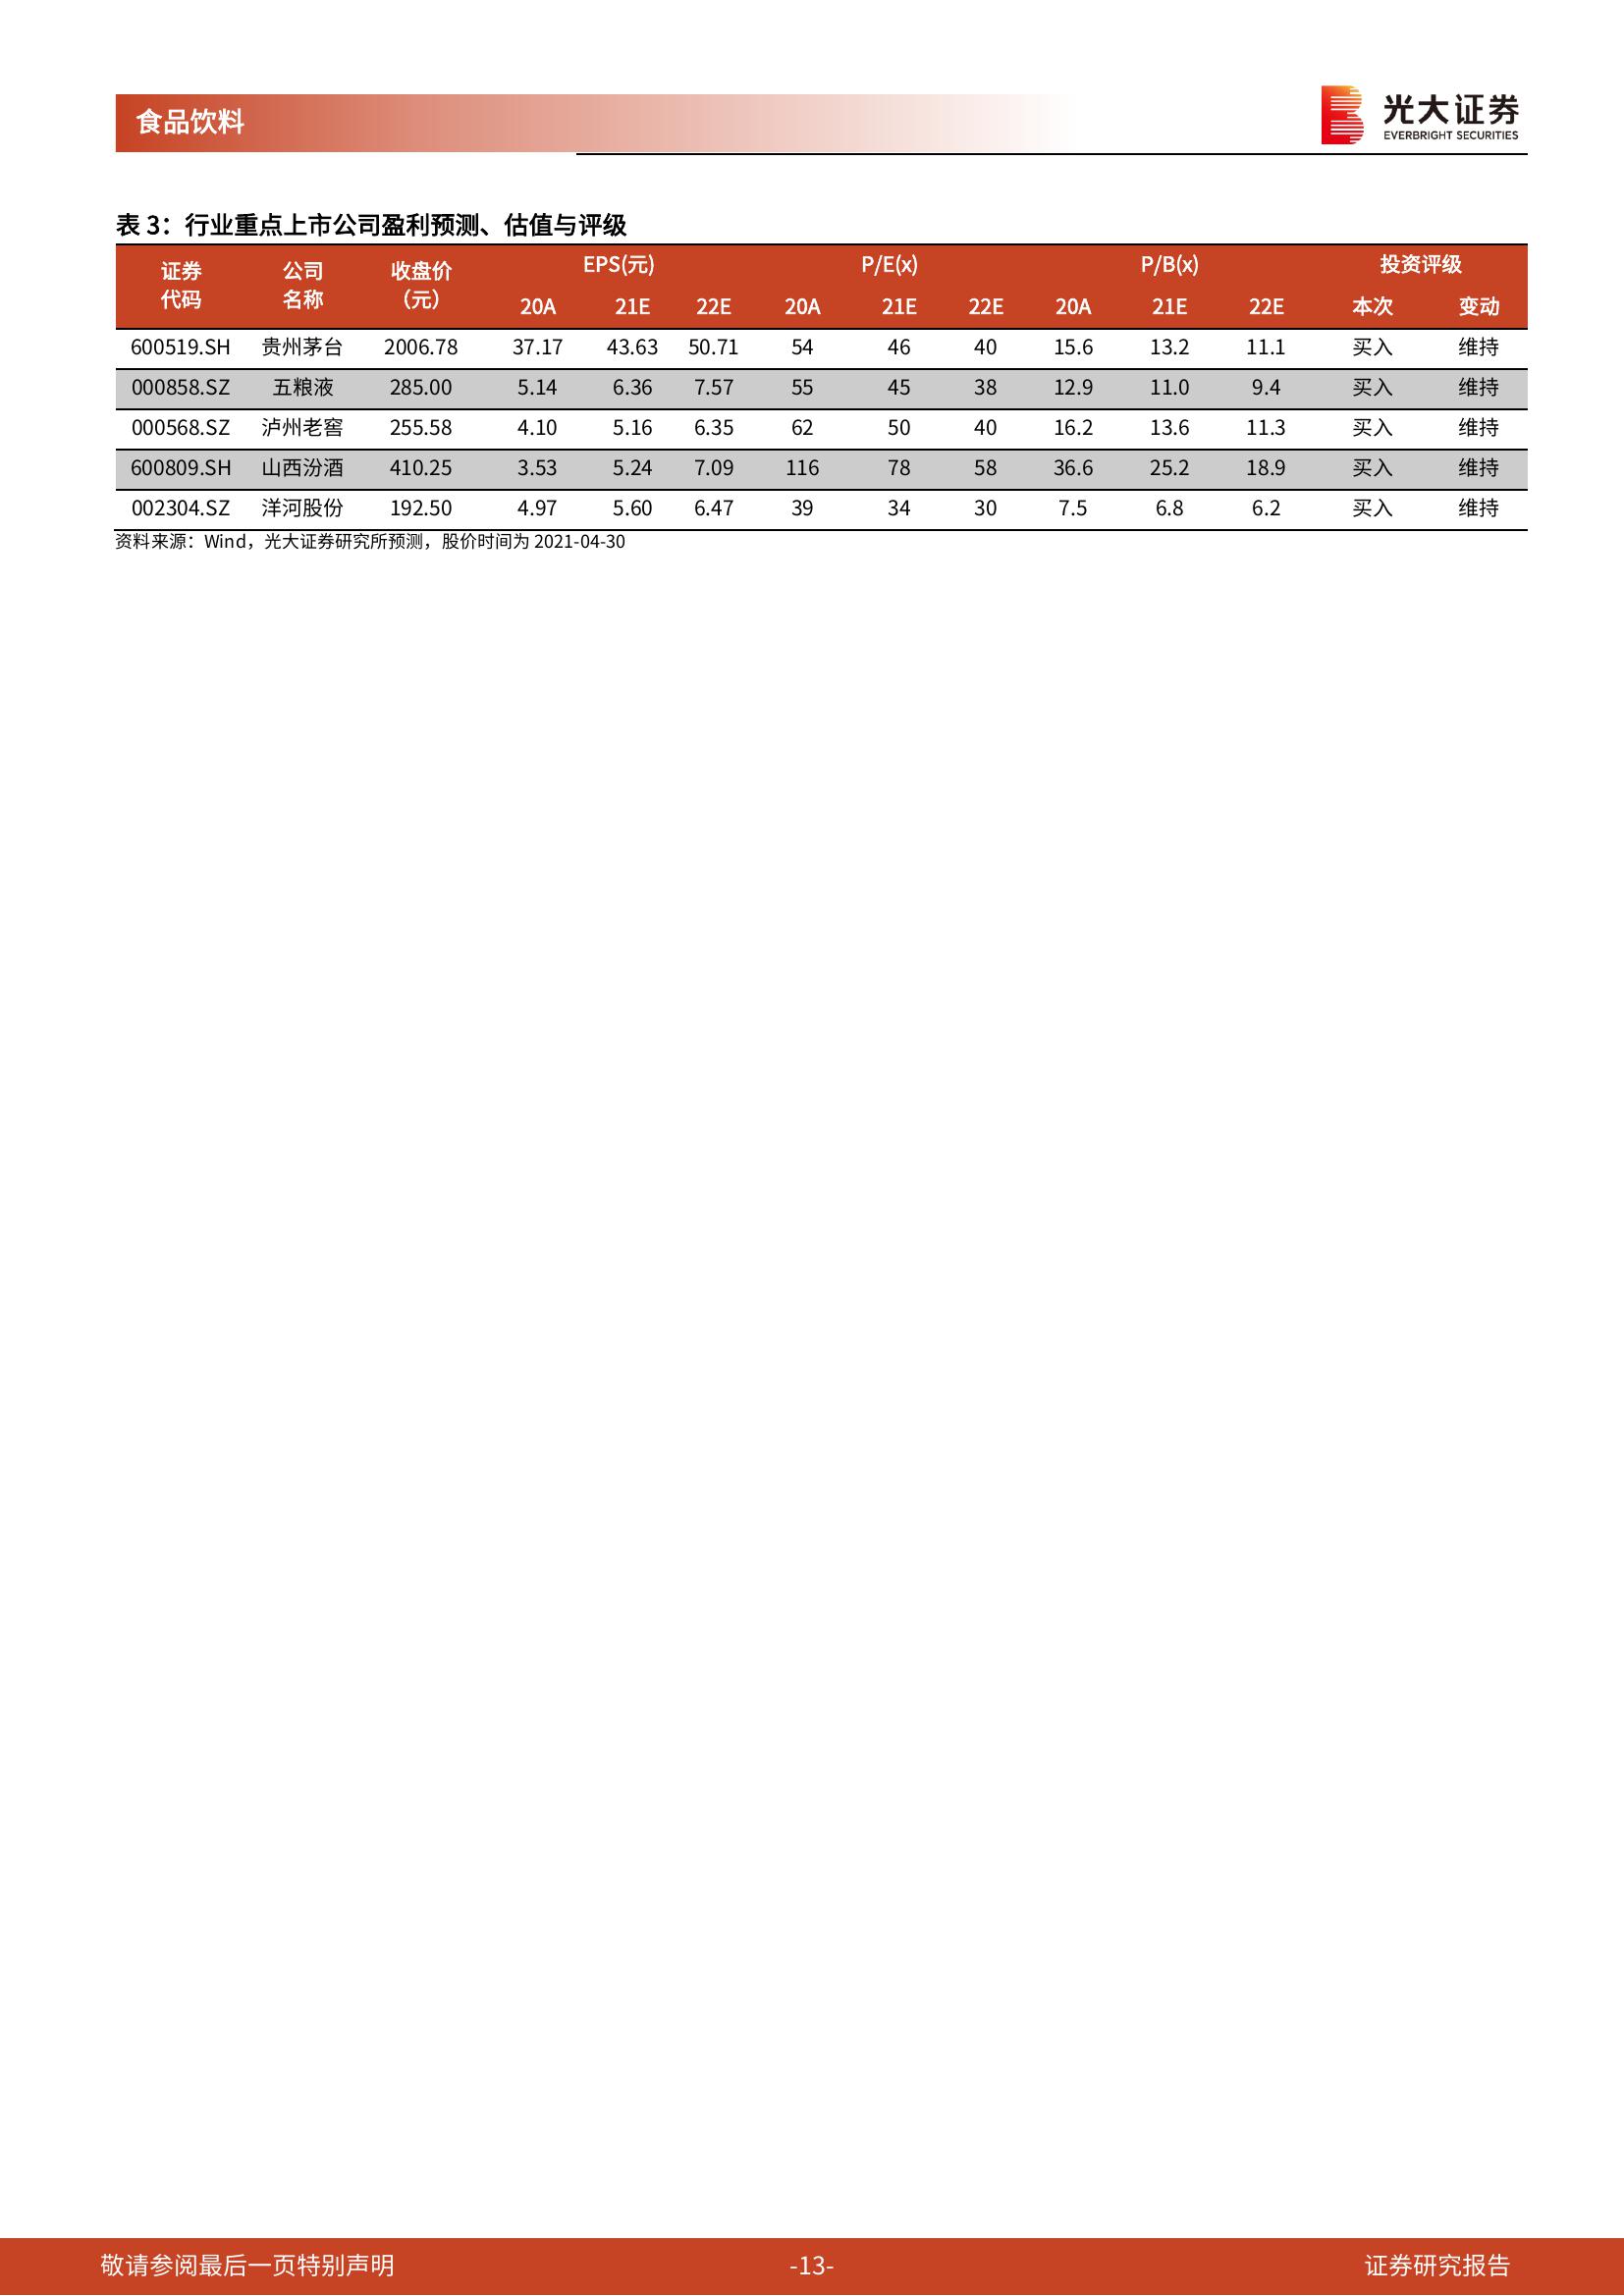 食品饮料
光大证券
EVERBRIGHT SECURITIES
表 3：行业重点上市公司盈利预测、估值与评级
证券代码 公司名称 收盘价（元） EPS(元) P/E(x) P/B(x) 投资评级
20A 21E 22E 20A 21E 22E 20A 21E 22E 本次 变动
600519.SH 贵州茅台 2006.78 37.17 43.63 50.71 54 46 40 15.6 13.2 11.1 买入 维持
000858.SZ 五粮液 285.00 5.14 6.36 7.57 55 45 38 12.9 11.0 9.4 买入 维持
000568.SZ 泸州老窖 255.58 4.10 5.16 6.35 62 50 40 16.2 13.6 11.3 买入 维持
600809.SH 山西汾酒 410.25 3.53 5.24 7.09 116 78 58 36.6 25.2 18.9 买入 维持
002304.SZ 洋河股份 192.50 4.97 5.60 6.47 39 34 30 7.5 6.8 6.2 买入 维持
资料来源：Wind，光大证券研究所预测，股价时间为 2021-04-30
敬请参阅最后一页特别声明 -13- 证券研究报告